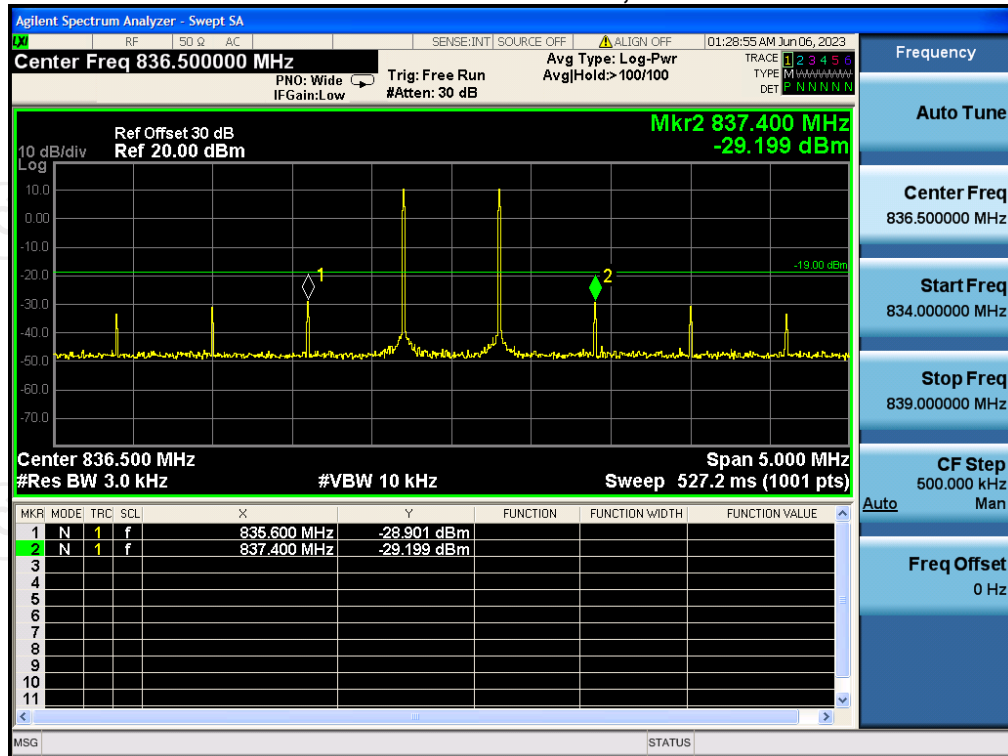 Agilent Spectrum Analyzer - Swept SA
LXI RF 50 Ω AC SENSE:INT SOURCE OFF ALIGN OFF 01:28:55 AM Jun 06, 2023
Center Freq 836.500000 MHz
PNO: Wide
IFGain:Low
Trig: Free Run
#Atten: 30 dB
Avg Type: Log-Pwr
Avg|Hold:>100/100
TRACE 1 2 3 4 5 6
TYPE M
DET P N N N N N
Mkr2 837.400 MHz
-29.199 dBm
Ref Offset 30 dB
10 dB/div Ref 20.00 dBm
Log
10.0
0.00
-10.0
-20.0
-30.0
-40.0
-50.0
-60.0
-70.0
-19.00 dBm
1
2
Center 836.500 MHz Span 5.000 MHz
#Res BW 3.0 kHz #VBW 10 kHz Sweep 527.2 ms (1001 pts)
MKR MODE TRC SCL X Y FUNCTION FUNCTION WIDTH FUNCTION VALUE
1 N 1 f 835.600 MHz -28.901 dBm
2 N 1 f 837.400 MHz -29.199 dBm
3
4
5
6
7
8
9
10
11
MSG STATUS
Frequency
Auto Tune
Center Freq
836.500000 MHz
Start Freq
834.000000 MHz
Stop Freq
839.000000 MHz
CF Step
500.000 kHz
Auto Man
Freq Offset
0 Hz